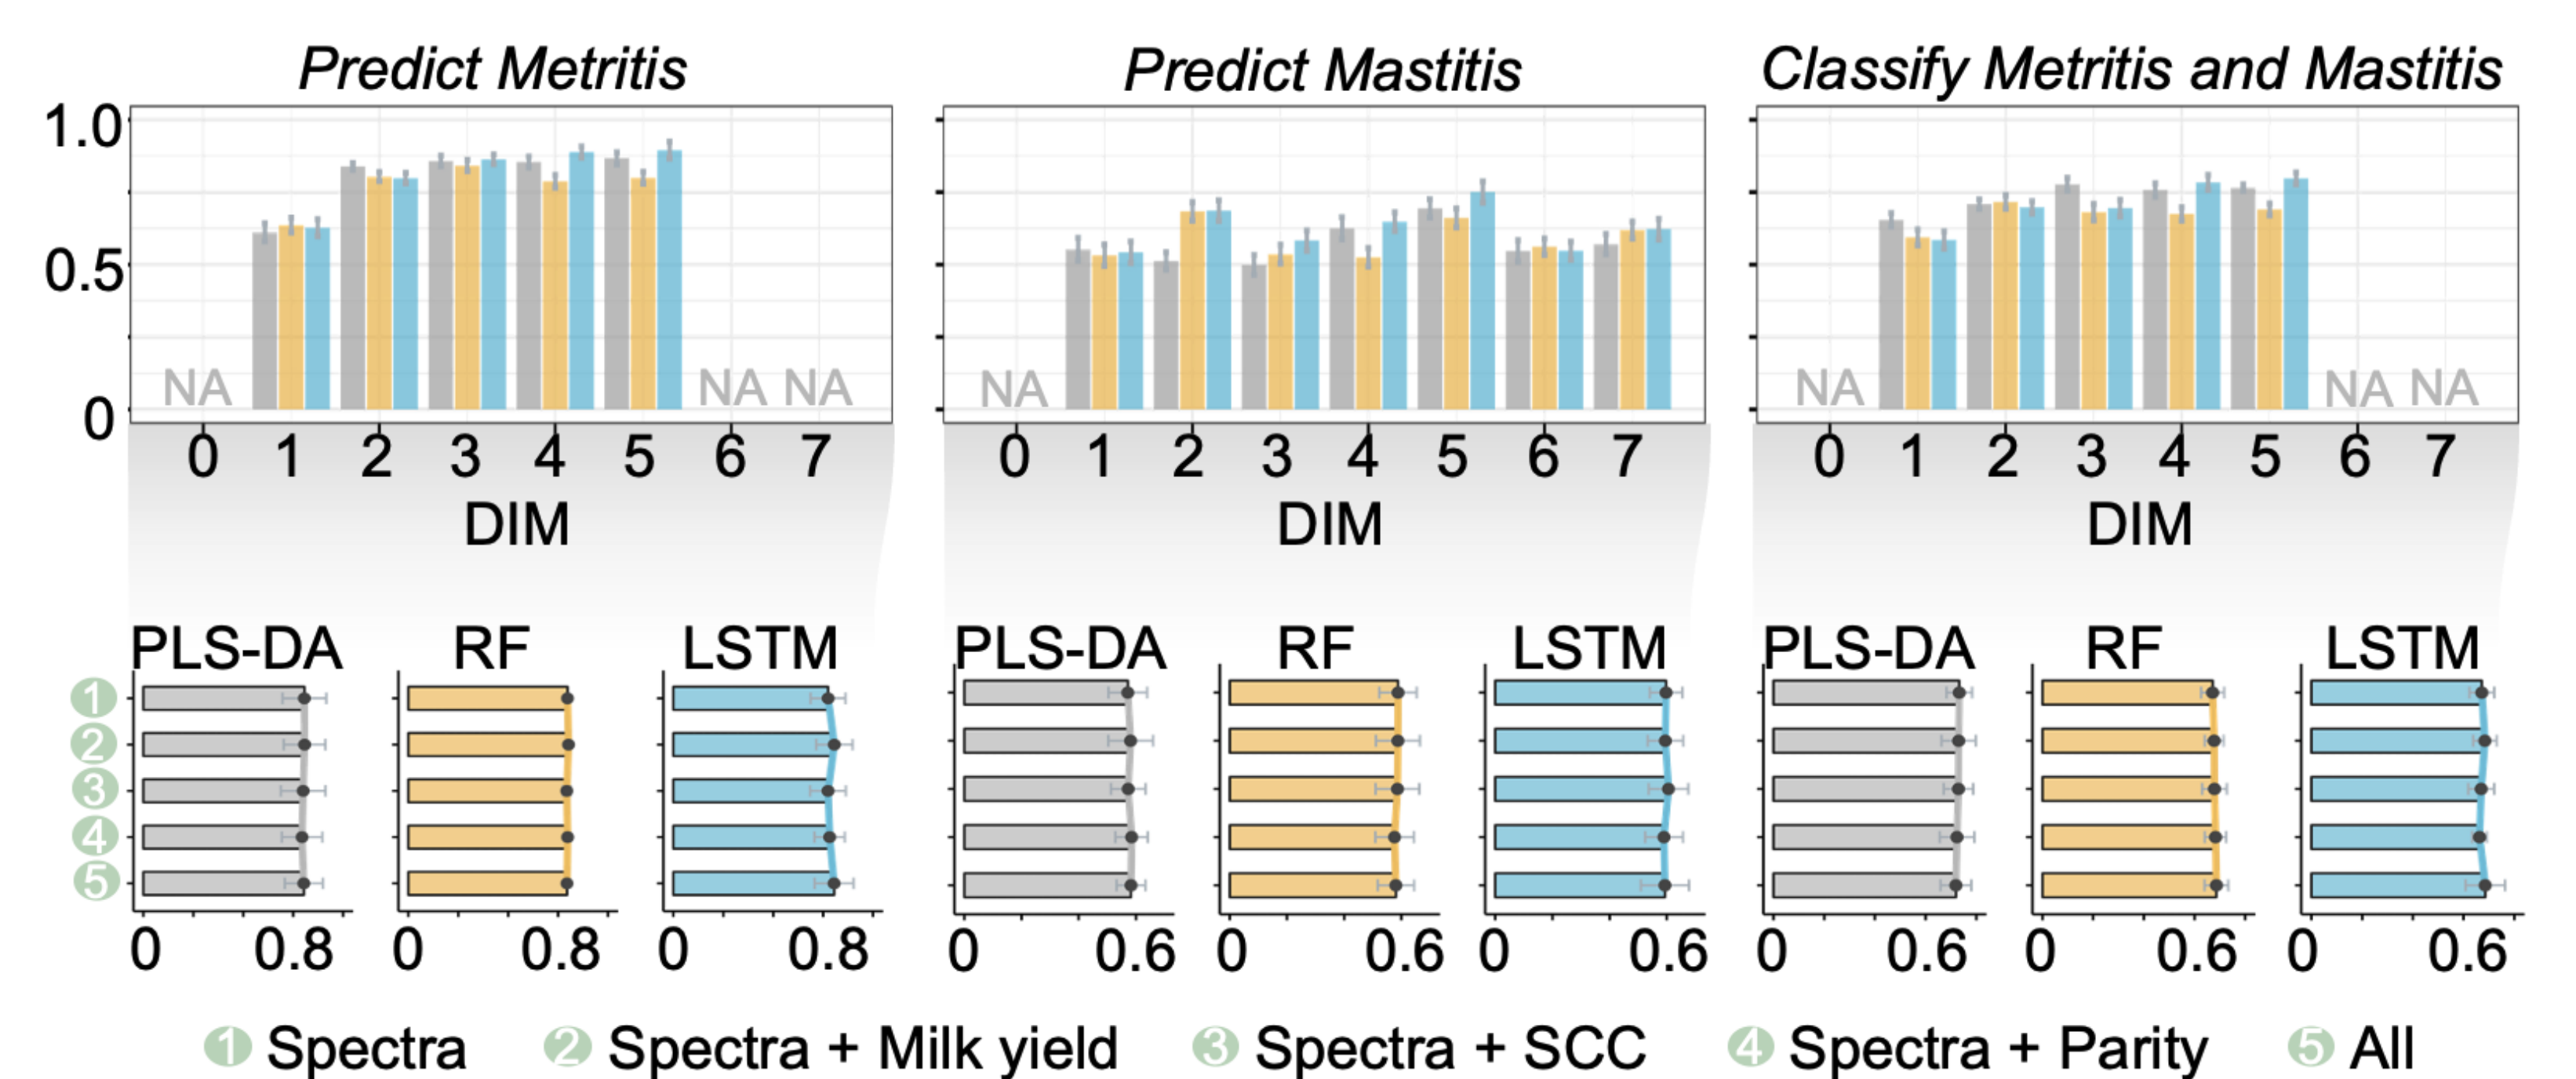 Predict Metritis Predict Mastitis Classify Metritis and Mastitis
1.0
0.5
0
NA NA NA NA NA NA NA
0 1 2 3 4 5 6 7 0 1 2 3 4 5 6 7 0 1 2 3 4 5 6 7
DIM DIM DIM
PLS-DA RF LSTM PLS-DA RF LSTM PLS-DA RF LSTM
1
2
3
4
5
0 0.8 0 0.8 0 0.8 0 0.6 0 0.6 0 0.6 0 0.6 0 0.6 0 0.6
1 Spectra 2 Spectra + Milk yield 3 Spectra + SCC 4 Spectra + Parity 5 All